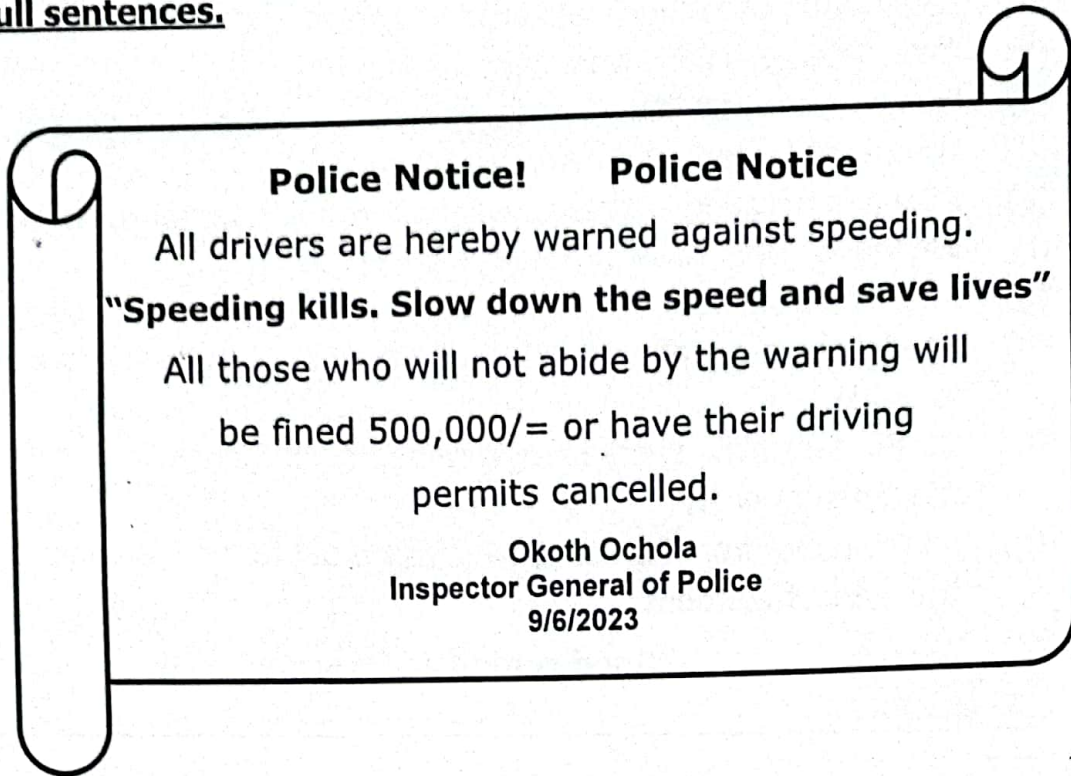 full sentences.
Police Notice! Police Notice
All drivers are hereby warned against speeding.
"Speeding kills. Slow down the speed and save lives"
All those who will not abide by the warning will
be fined 500,000/= or have their driving
permits cancelled.
Okoth Ochola
Inspector General of Police
9/6/2023